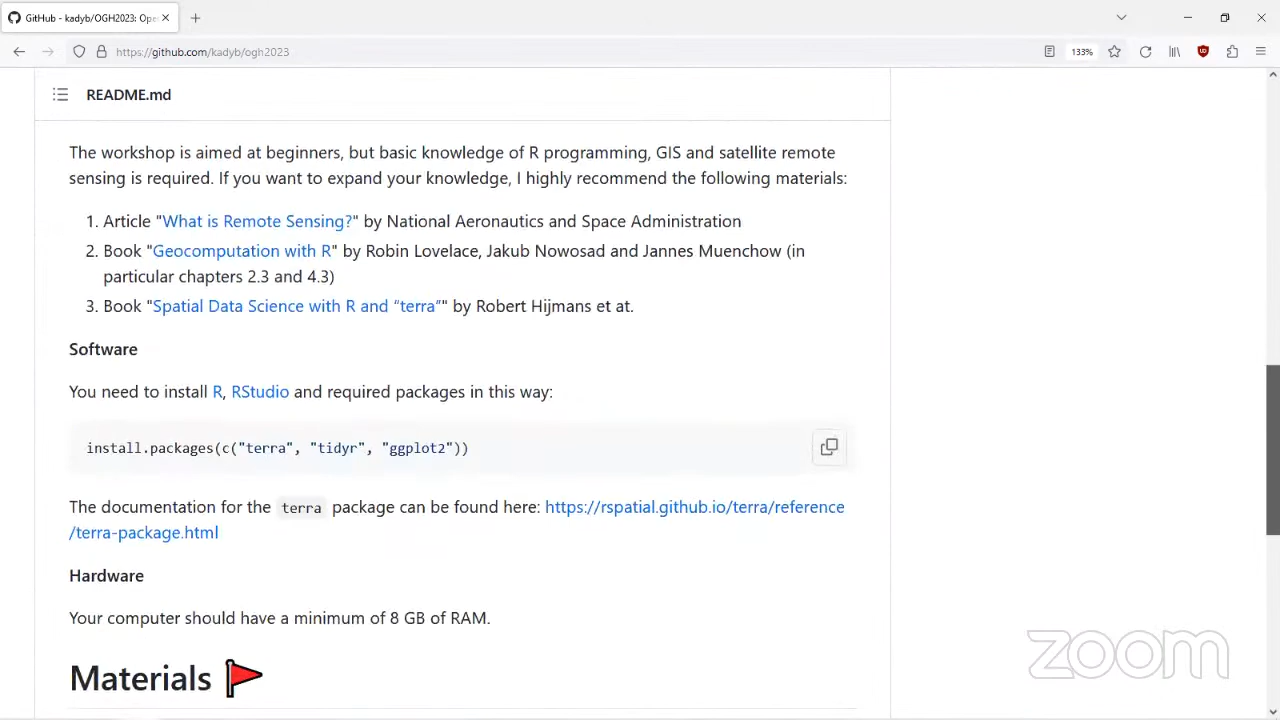 GitHub - kadyb/OGH2023: Ope
https://github.com/kadyb/ogh2023
133%
README.md
The workshop is aimed at beginners, but basic knowledge of R programming, GIS and satellite remote
sensing is required. If you want to expand your knowledge, I highly recommend the following materials:
1. Article "What is Remote Sensing?" by National Aeronautics and Space Administration
2. Book "Geocomputation with R" by Robin Lovelace, Jakub Nowosad and Jannes Muenchow (in
particular chapters 2.3 and 4.3)
3. Book "Spatial Data Science with R and “terra”" by Robert Hijmans et at.
Software
You need to install R, RStudio and required packages in this way:
install.packages(c("terra", "tidyr", "ggplot2"))
The documentation for the terra package can be found here: https://rspatial.github.io/terra/reference
/terra-package.html
Hardware
Your computer should have a minimum of 8 GB of RAM.
Materials
zoom